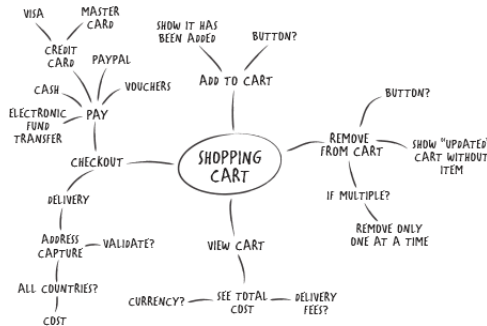 VISA
MASTER
CARD
CREDIT
CARD
PAYPAL
CASH
VOUCHERS
ELECTRONIC
FUND
TRANSFER
PAY
CHECKOUT
SHOW IT HAS
BEEN ADDED
BUTTON?
ADD TO CART
SHOPPING
CART
BUTTON?
REMOVE
FROM CART
SHOW "UPDATED"
CART WITHOUT
ITEM
IF MULTIPLE?
REMOVE ONLY
ONE AT A TIME
DELIVERY
ADDRESS
CAPTURE
VALIDATE?
ALL COUNTRIES?
COST
VIEW CART
CURRENCY?
SEE TOTAL
COST
DELIVERY
FEES?